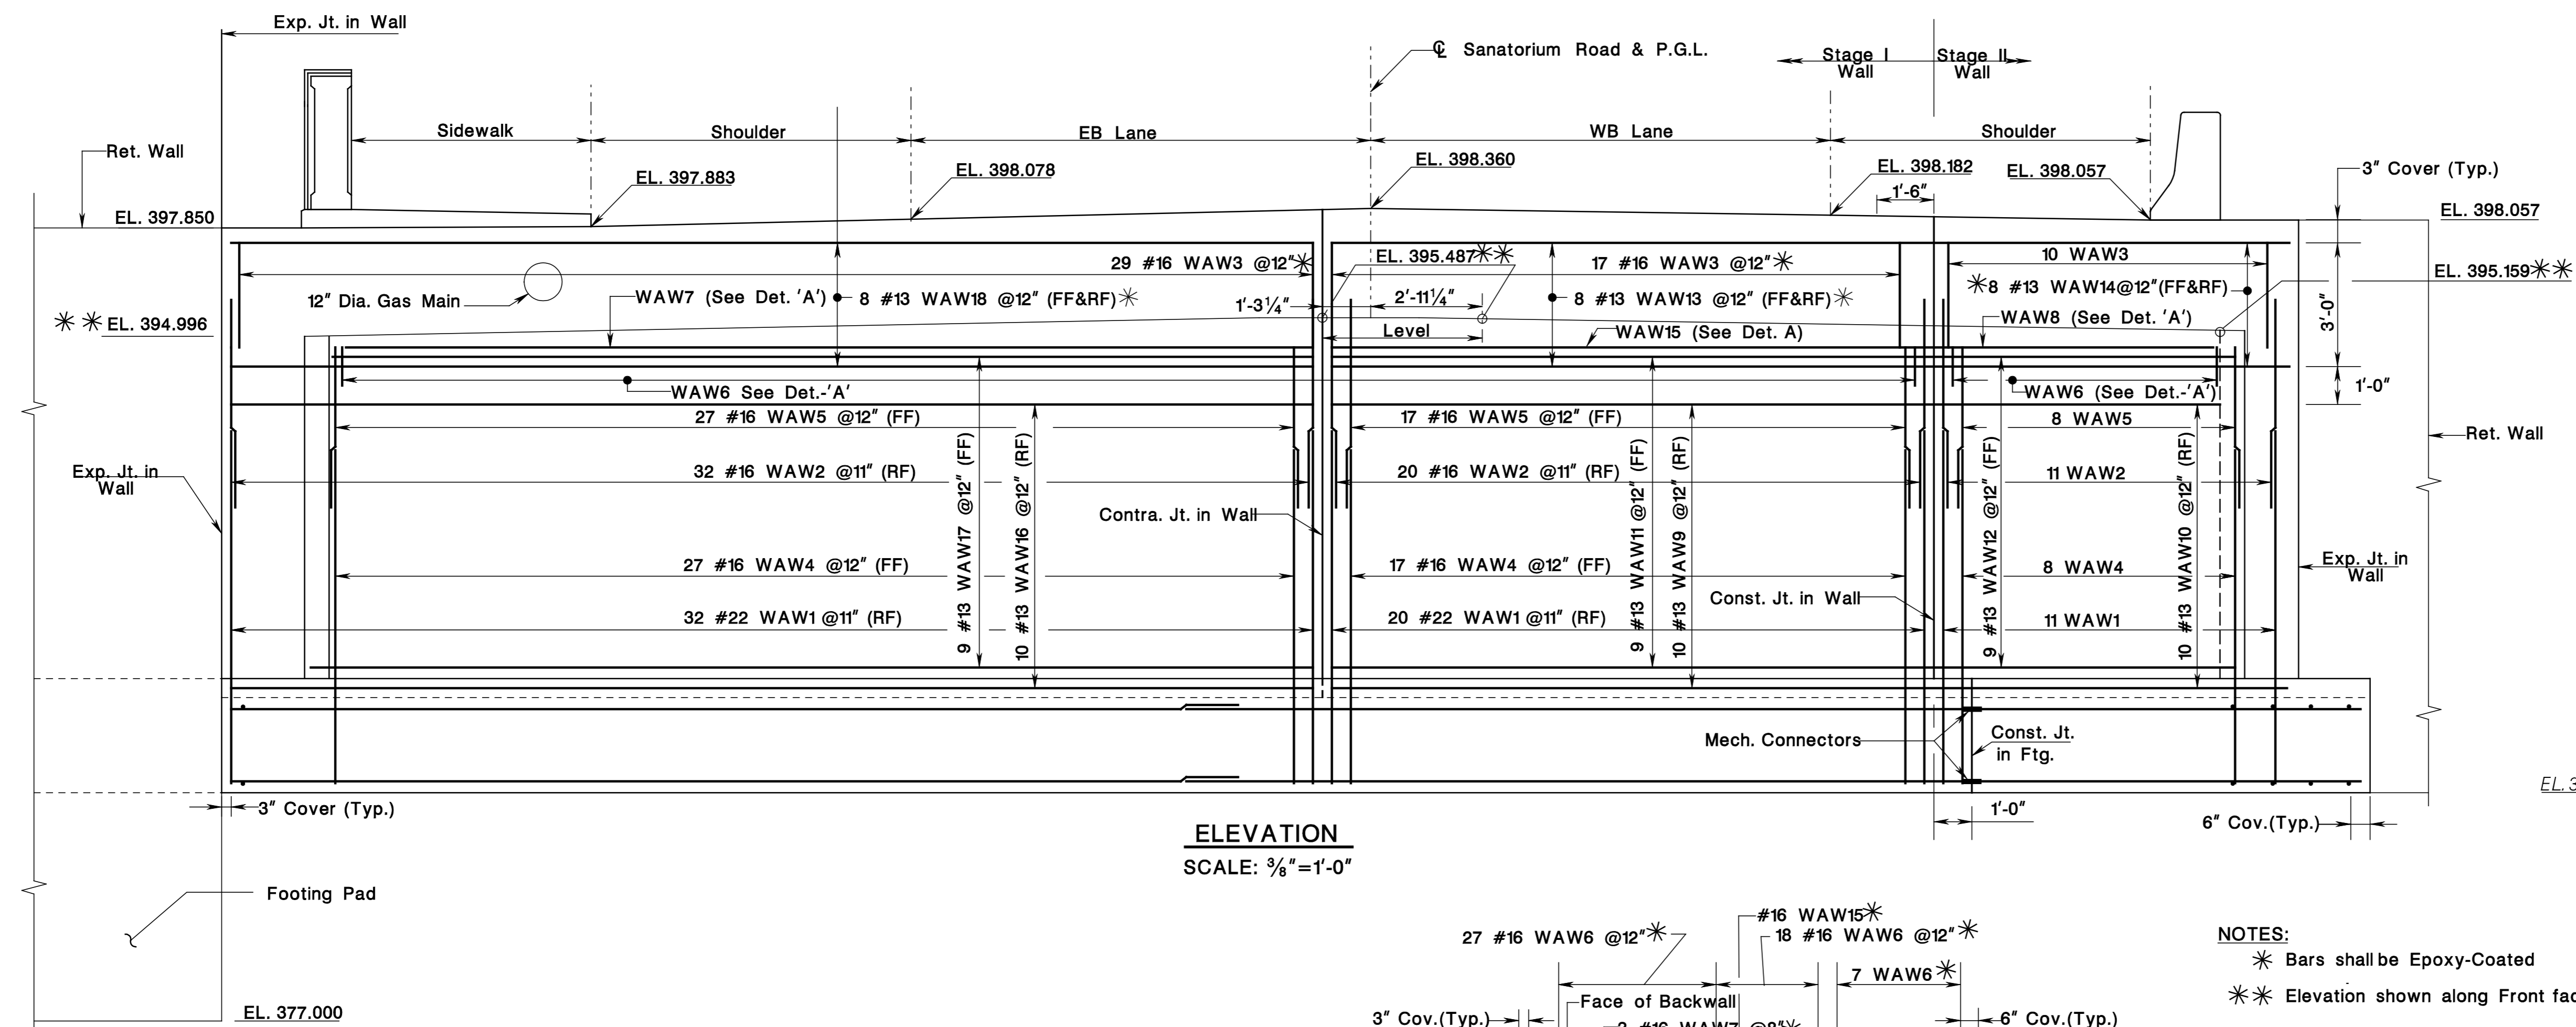 Exp. Jt. in Wall
℄ Sanatorium Road & P.G.L.
Stage I
Wall
Stage II
Wall
Sidewalk
Shoulder
EB Lane
WB Lane
Shoulder
Ret. Wall
EL. 397.883
EL. 398.078
EL. 398.360
EL. 398.182
EL. 398.057
3" Cover (Typ.)
1'-6"
EL. 397.850
EL. 398.057
29 #16 WAW3 @12"✳
EL. 395.487✳✳
17 #16 WAW3 @12"✳
10 WAW3
EL. 395.159✳✳
12" Dia. Gas Main
WAW7 (See Det. 'A')
8 #13 WAW18 @12" (FF&RF)✳
1'-3¼"
2'-11¼"
8 #13 WAW13 @12" (FF&RF)✳
✳8 #13 WAW14@12"(FF&RF)
3'-0"
✳ ✳ EL. 394.996
Level
WAW15 (See Det. A)
WAW8 (See Det. 'A')
WAW6 See Det.-'A'
WAW6 (See Det.-'A')
1'-0"
27 #16 WAW5 @12" (FF)
17 #16 WAW5 @12" (FF)
8 WAW5
Ret. Wall
Exp. Jt. in
Wall
32 #16 WAW2 @11" (RF)
20 #16 WAW2 @11" (RF)
11 WAW2
9 #13 WAW17 @12" (FF)
10 #13 WAW16 @12" (RF)
9 #13 WAW11 @12" (FF)
10 #13 WAW9 @12" (RF)
9 #13 WAW12 @12" (FF)
10 #13 WAW10 @12" (RF)
Contra. Jt. in Wall
27 #16 WAW4 @12" (FF)
17 #16 WAW4 @12" (FF)
8 WAW4
Exp. Jt. in
Wall
Const. Jt. in Wall
32 #22 WAW1 @11" (RF)
20 #22 WAW1 @11" (RF)
11 WAW1
Mech. Connectors
Const. Jt.
in Ftg.
EL. 3
3" Cover (Typ.)
1'-0"
6" Cov.(Typ.)
ELEVATION
SCALE: ⅜"=1'-0"
Footing Pad
#16 WAW15✳
27 #16 WAW6 @12"✳
18 #16 WAW6 @12"✳
7 WAW6✳
NOTES:
✳ Bars shall be Epoxy-Coated
✳✳ Elevation shown along Front fac
Face of Backwall
EL. 377.000
3" Cov.(Typ.)
#16 WAW7 @8"✳
6" Cov.(Typ.)